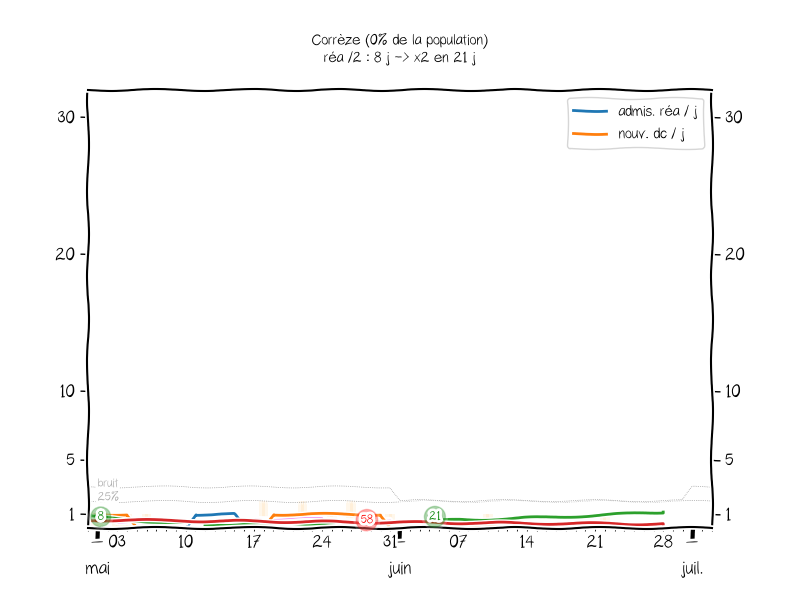 Corrèze (0% de la population)
réa /2 : 8 j -> x2 en 21 j
admis. réa / j
nouv. dc / j
30 30
20 20
10 10
5 5
1 1
bruit
25%
8 58 21
03 10 17 24 31 07 14 21 28
mai juin juil.